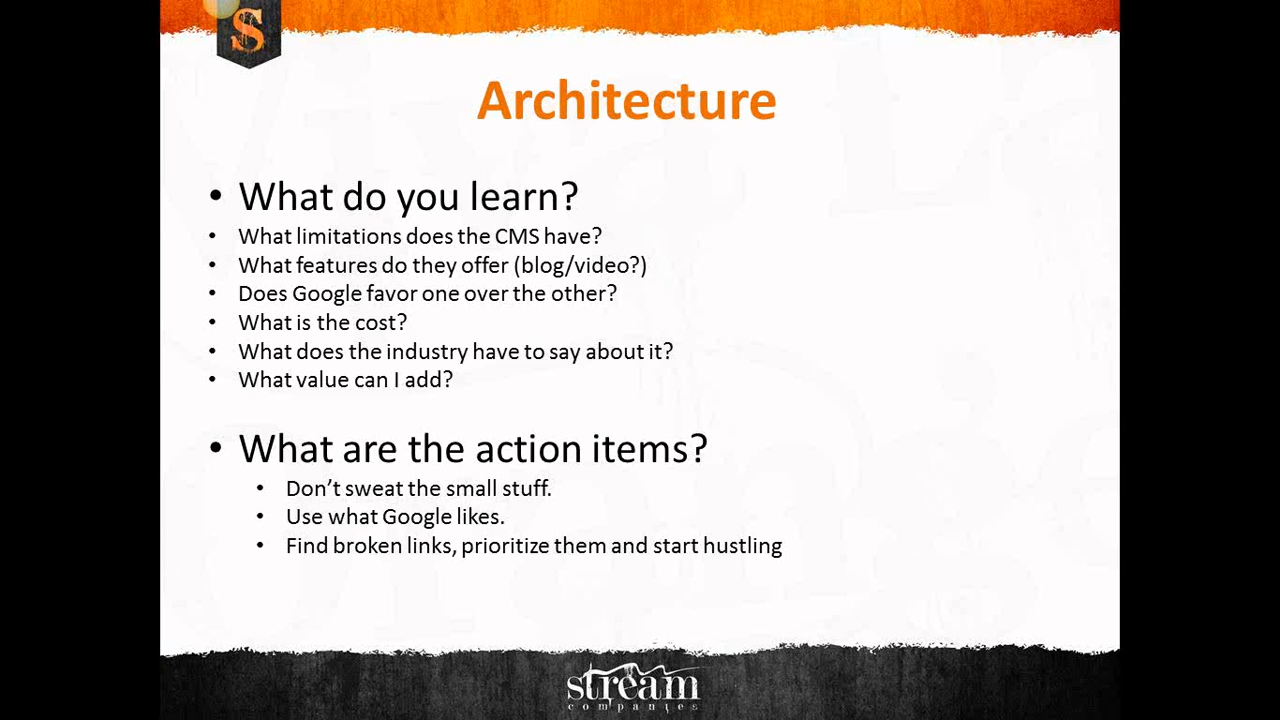 S
Architecture
• What do you learn?
• What limitations does the CMS have?
• What features do they offer (blog/video?)
• Does Google favor one over the other?
• What is the cost?
• What does the industry have to say about it?
• What value can I add?
• What are the action items?
• Don’t sweat the small stuff.
• Use what Google likes.
• Find broken links, prioritize them and start hustling
stream
companies